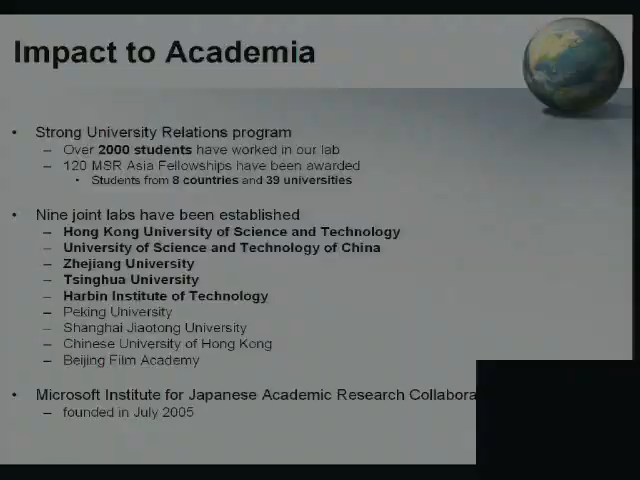 Impact to Academia
• Strong University Relations program
– Over 2000 students have worked in our lab
– 120 MSR Asia Fellowships have been awarded
• Students from 8 countries and 39 universities
• Nine joint labs have been established
– Hong Kong University of Science and Technology
– University of Science and Technology of China
– Zhejiang University
– Tsinghua University
– Harbin Institute of Technology
– Peking University
– Shanghai Jiaotong University
– Chinese University of Hong Kong
– Beijing Film Academy
• Microsoft Institute for Japanese Academic Research Collabora
– founded in July 2005